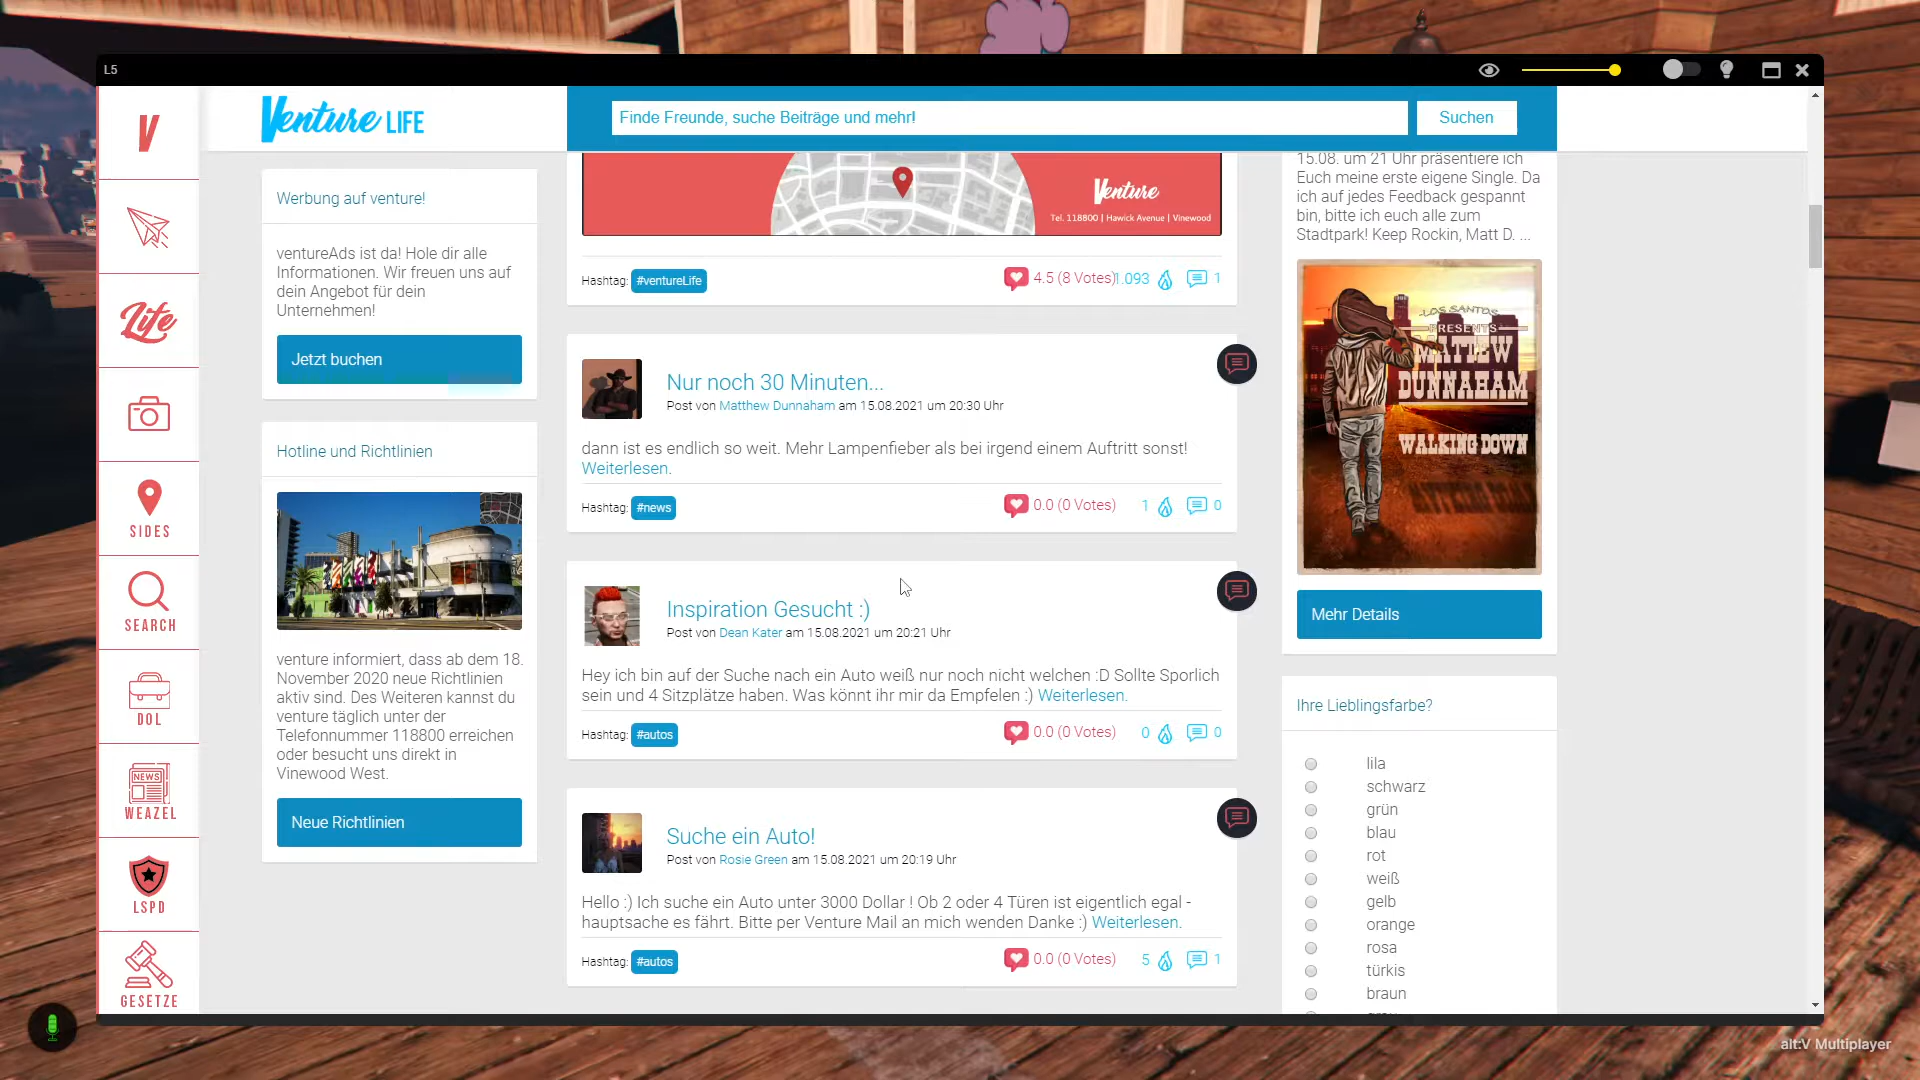 L5
V
Venture LIFE
Finde Freunde, suche Beiträge und mehr!
Suchen
Life
SIDES
SEARCH
DOL
NEWS
WEAZEL
LSPD
GESETZE
Werbung auf venture!
ventureAds ist da! Hole dir alle
Informationen. Wir freuen uns auf
dein Angebot für dein
Unternehmen!
Jetzt buchen
Hotline und Richtlinien
venture informiert, dass ab dem 18.
November 2020 neue Richtlinien
aktiv sind. Des Weiteren kannst du
venture täglich unter der
Telefonnummer 118800 erreichen
oder besucht uns direkt in
Vinewood West.
Neue Richtlinien
Venture
Tel. 118800 | Hawick Avenue | Vinewood
Hashtag: #ventureLife
4.5 (8 Votes) 1.093 1
Nur noch 30 Minuten...
Post von Matthew Dunnaham am 15.08.2021 um 20:30 Uhr
dann ist es endlich so weit. Mehr Lampenfieber als bei irgend einem Auftritt sonst!
Weiterlesen.
Hashtag: #news
0.0 (0 Votes) 1 0
Inspiration Gesucht :)
Post von Dean Kater am 15.08.2021 um 20:21 Uhr
Hey ich bin auf der Suche nach ein Auto weiß nur noch nicht welchen :D Sollte Sporlich
sein und 4 Sitzplätze haben. Was könnt ihr mir da Empfelen :) Weiterlesen.
Hashtag: #autos
0.0 (0 Votes) 0 0
Suche ein Auto!
Post von Rosie Green am 15.08.2021 um 20:19 Uhr
Hello :) Ich suche ein Auto unter 3000 Dollar ! Ob 2 oder 4 Türen ist eigentlich egal -
hauptsache es fährt. Bitte per Venture Mail an mich wenden Danke :) Weiterlesen.
Hashtag: #autos
0.0 (0 Votes) 5 1
15.08. um 21 Uhr präsentiere ich
Euch meine erste eigene Single. Da
ich auf jedes Feedback gespannt
bin, bitte ich euch alle zum
Stadtpark! Keep Rockin, Matt D. ...
LOS SANTOS
PRESENTS
MATTEW
DUNNAHAM
WALKING DOWN
Mehr Details
Ihre Lieblingsfarbe?
lila
schwarz
grün
blau
rot
weiß
gelb
orange
rosa
türkis
braun
alt:V Multiplayer